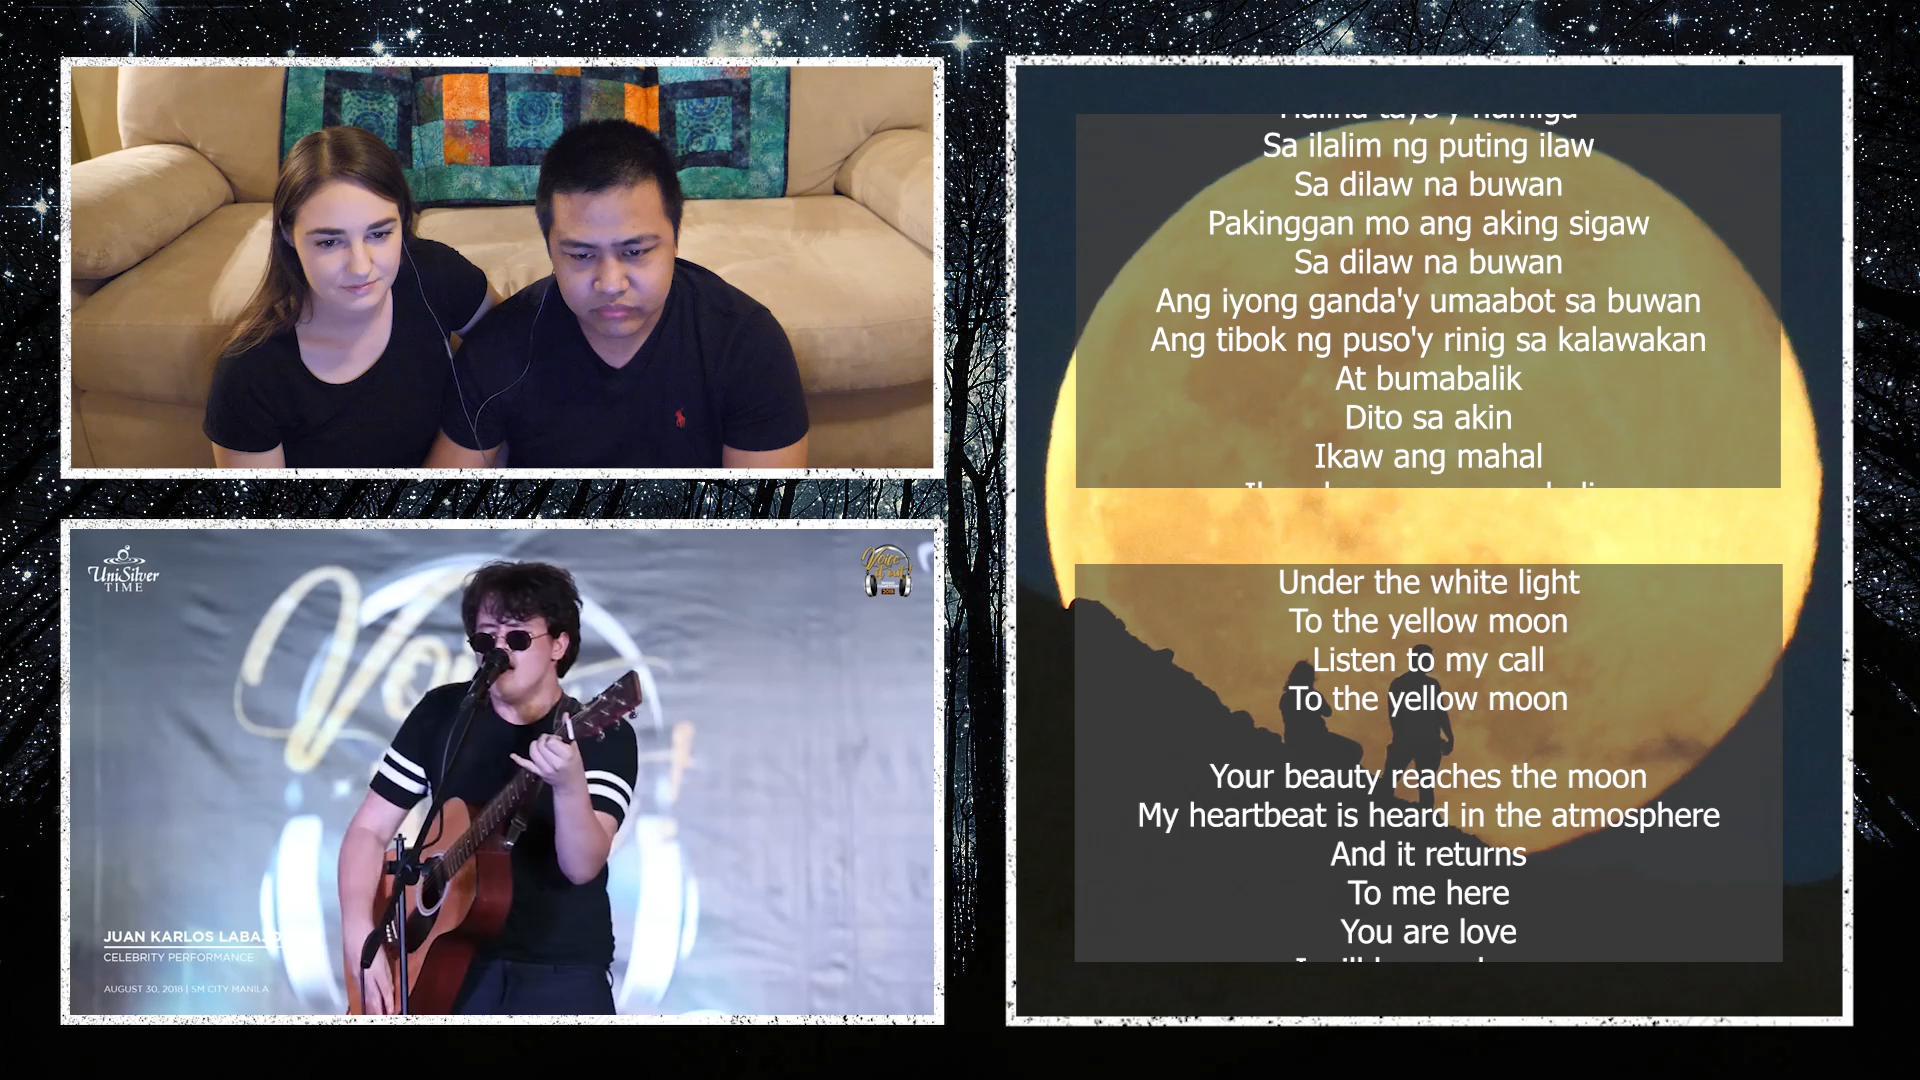 Sa ilalim ng puting ilaw
Sa dilaw na buwan
Pakinggan mo ang aking sigaw
Sa dilaw na buwan
Ang iyong ganda'y umaabot sa buwan
Ang tibok ng puso'y rinig sa kalawakan
At bumabalik
Dito sa akin
Ikaw ang mahal
Under the white light
To the yellow moon
Listen to my call
To the yellow moon
Your beauty reaches the moon
My heartbeat is heard in the atmosphere
And it returns
To me here
You are love
UniSilver
TIME
Voice
it out!
2018
JUAN KARLOS
CELEBRITY PERFORMANCE
AUGUST 30, 2018 | SM CITY MANILA